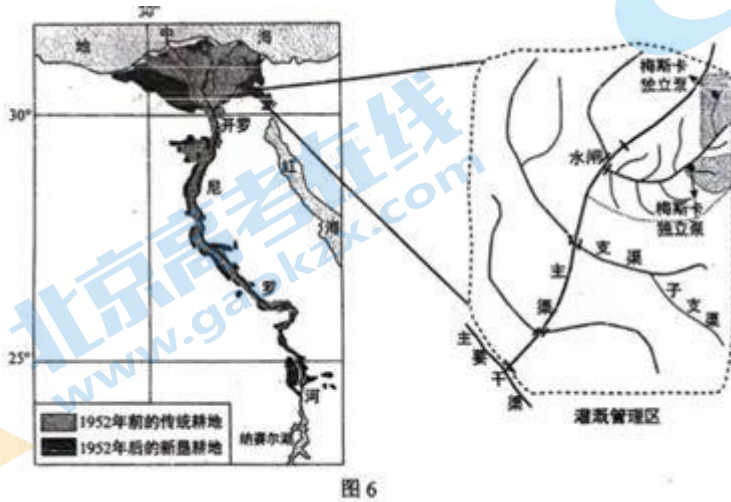 30°
地 中 海
30°
开罗
尼
红
海
罗
25°
河
纳赛尔湖
1952年前的传统耕地
1952年后的新垦耕地
梅斯卡
独立泵
水闸
梅斯卡
独立泵
主
渠
支
渠
子
支
渠
主
要
干
渠
灌溉管理区
图 6
北京高考在线
www.gaokzx.com